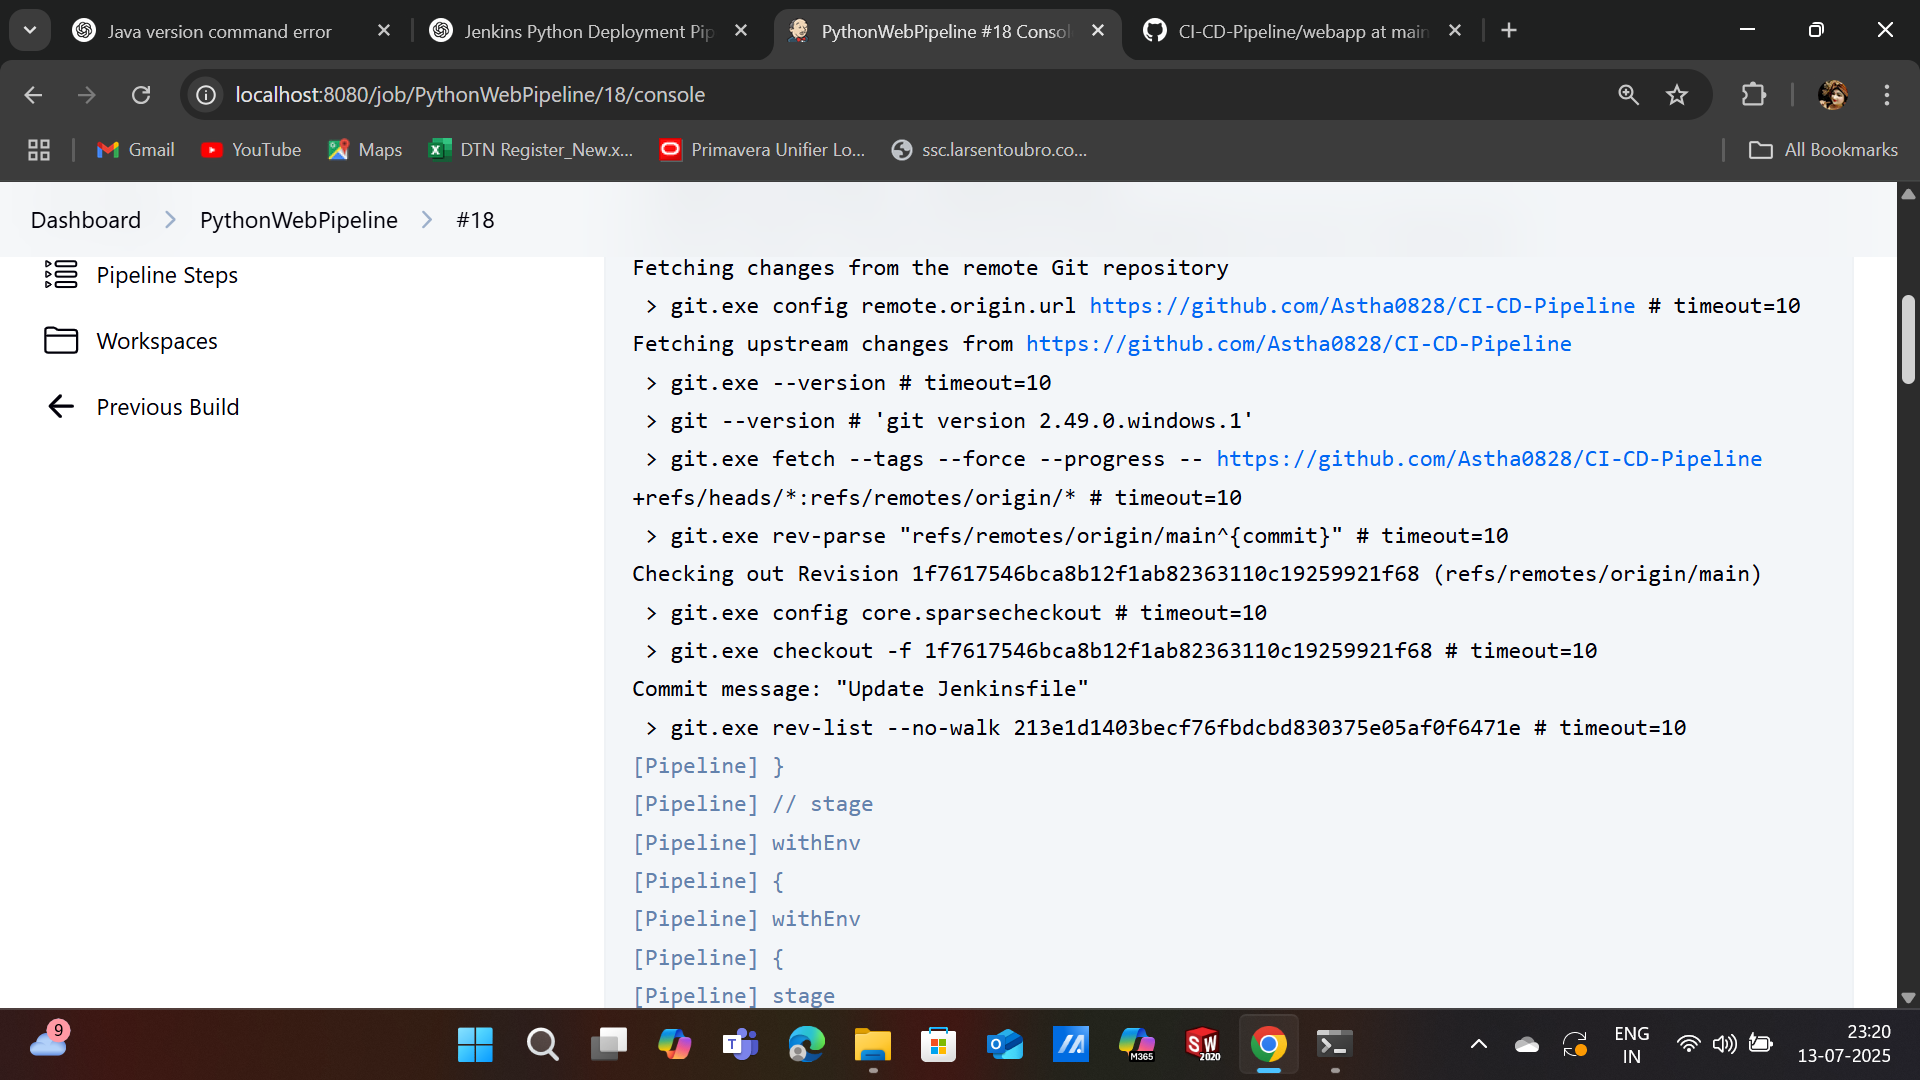 Java version command error
Jenkins Python Deployment Pip
PythonWebPipeline #18 Consol
CI-CD-Pipeline/webapp at main
localhost:8080/job/PythonWebPipeline/18/console
Gmail
YouTube
Maps
DTN Register_New.x...
Primavera Unifier Lo...
ssc.larsentoubro.co...
All Bookmarks
Dashboard > PythonWebPipeline > #18
Pipeline Steps
Workspaces
Previous Build
Fetching changes from the remote Git repository
> git.exe config remote.origin.url https://github.com/Astha0828/CI-CD-Pipeline # timeout=10
Fetching upstream changes from https://github.com/Astha0828/CI-CD-Pipeline
> git.exe --version # timeout=10
> git --version # 'git version 2.49.0.windows.1'
> git.exe fetch --tags --force --progress -- https://github.com/Astha0828/CI-CD-Pipeline
+refs/heads/*:refs/remotes/origin/* # timeout=10
> git.exe rev-parse "refs/remotes/origin/main^{commit}" # timeout=10
Checking out Revision 1f7617546bca8b12f1ab82363110c19259921f68 (refs/remotes/origin/main)
> git.exe config core.sparsecheckout # timeout=10
> git.exe checkout -f 1f7617546bca8b12f1ab82363110c19259921f68 # timeout=10
Commit message: "Update Jenkinsfile"
> git.exe rev-list --no-walk 213e1d1403becf76fbdcbd830375e05af0f6471e # timeout=10
[Pipeline] }
[Pipeline] // stage
[Pipeline] withEnv
[Pipeline] {
[Pipeline] withEnv
[Pipeline] {
[Pipeline] stage
9
M365
SW
2020
ENG
IN
23:20
13-07-2025